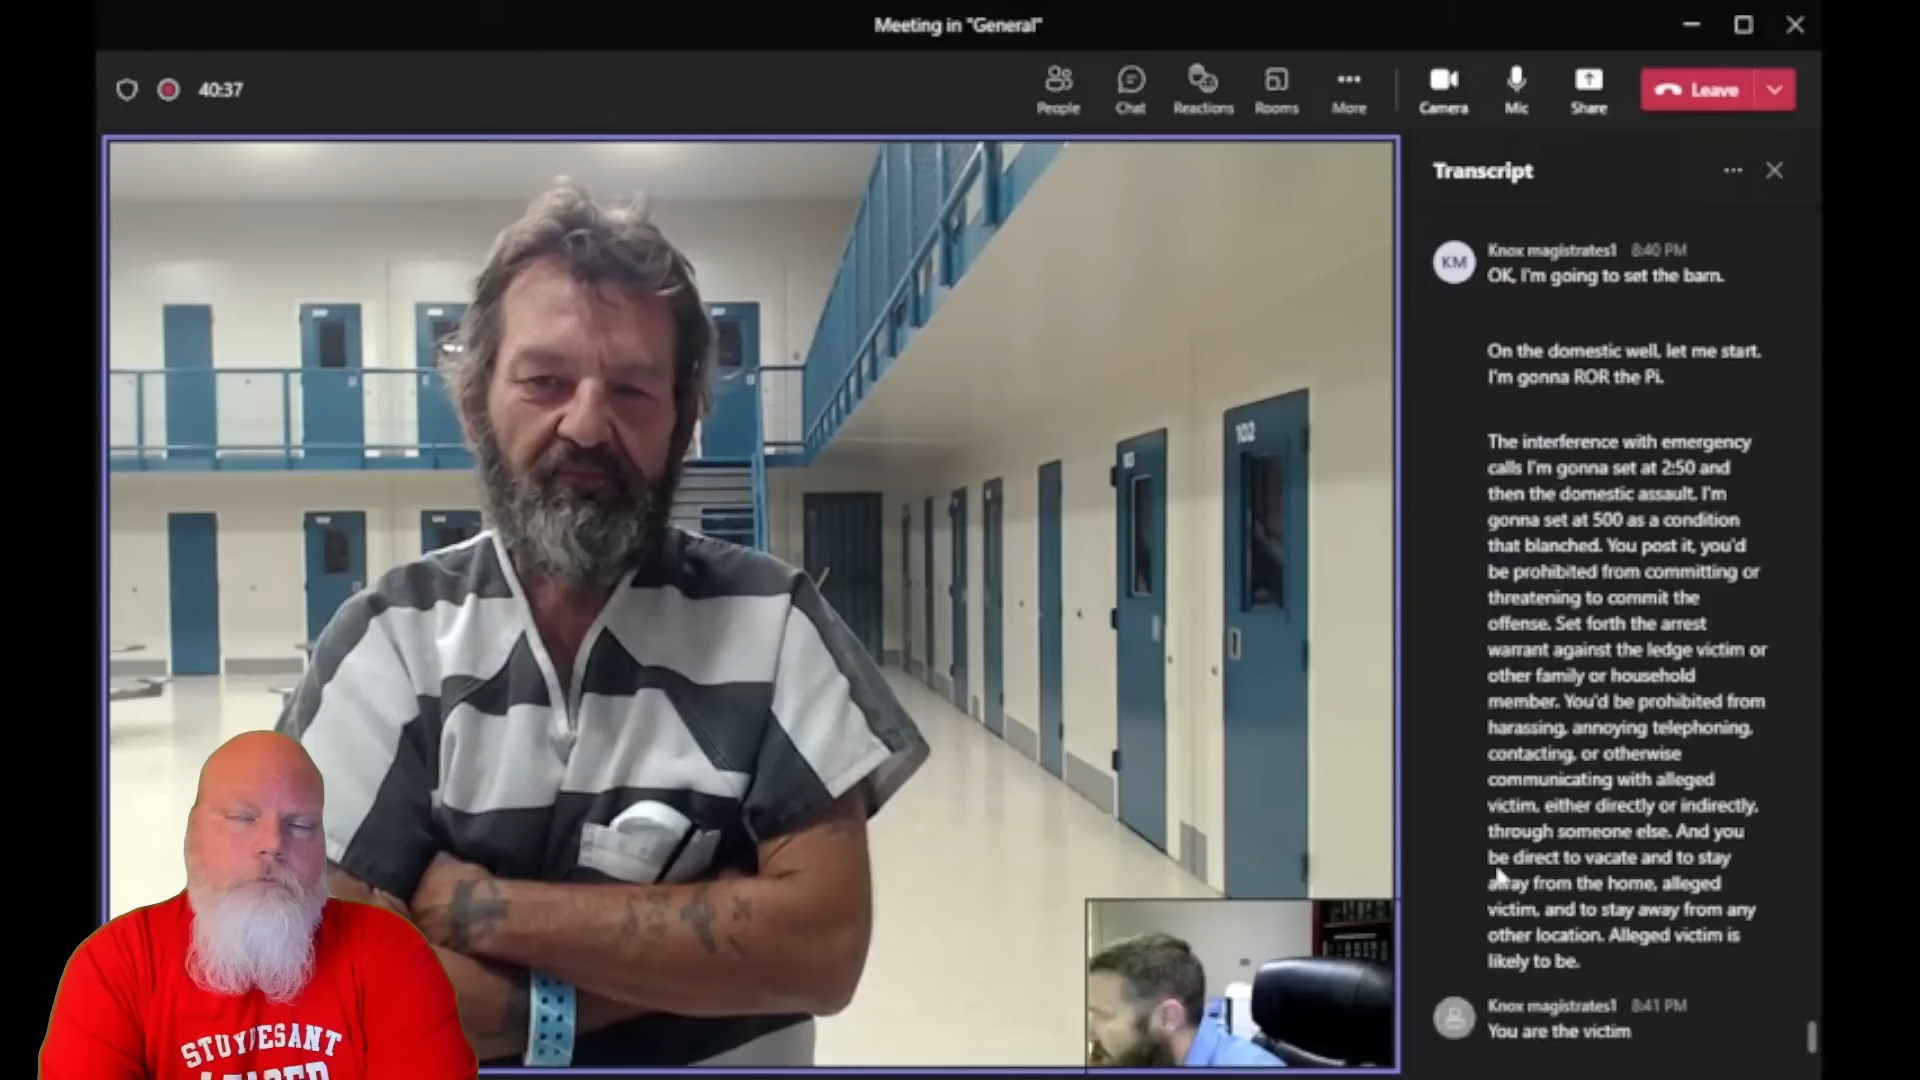 Meeting in "General"
40:37
People
Chat
Reactions
Rooms
More
Camera
Mic
Share
Leave
Transcript
KM
Knox magistrates1 8:40 PM
OK, I'm going to set the barn.
On the domestic well, let me start.
I'm gonna ROR the Pi.
The interference with emergency
calls I'm gonna set at 2:50 and
then the domestic assault. I'm
gonna set at 500 as a condition
that blanched. You post it, you'd
be prohibited from committing or
threatening to commit the
offense. Set forth the arrest
warrant against the ledge victim or
other family or household
member. You'd be prohibited from
harassing, annoying telephoning,
contacting, or otherwise
communicating with alleged
victim, either directly or indirectly,
through someone else. And you
be direct to vacate and to stay
away from the home, alleged
victim, and to stay away from any
other location. Alleged victim is
likely to be.
Knox magistrates1 8:41 PM
You are the victim
102